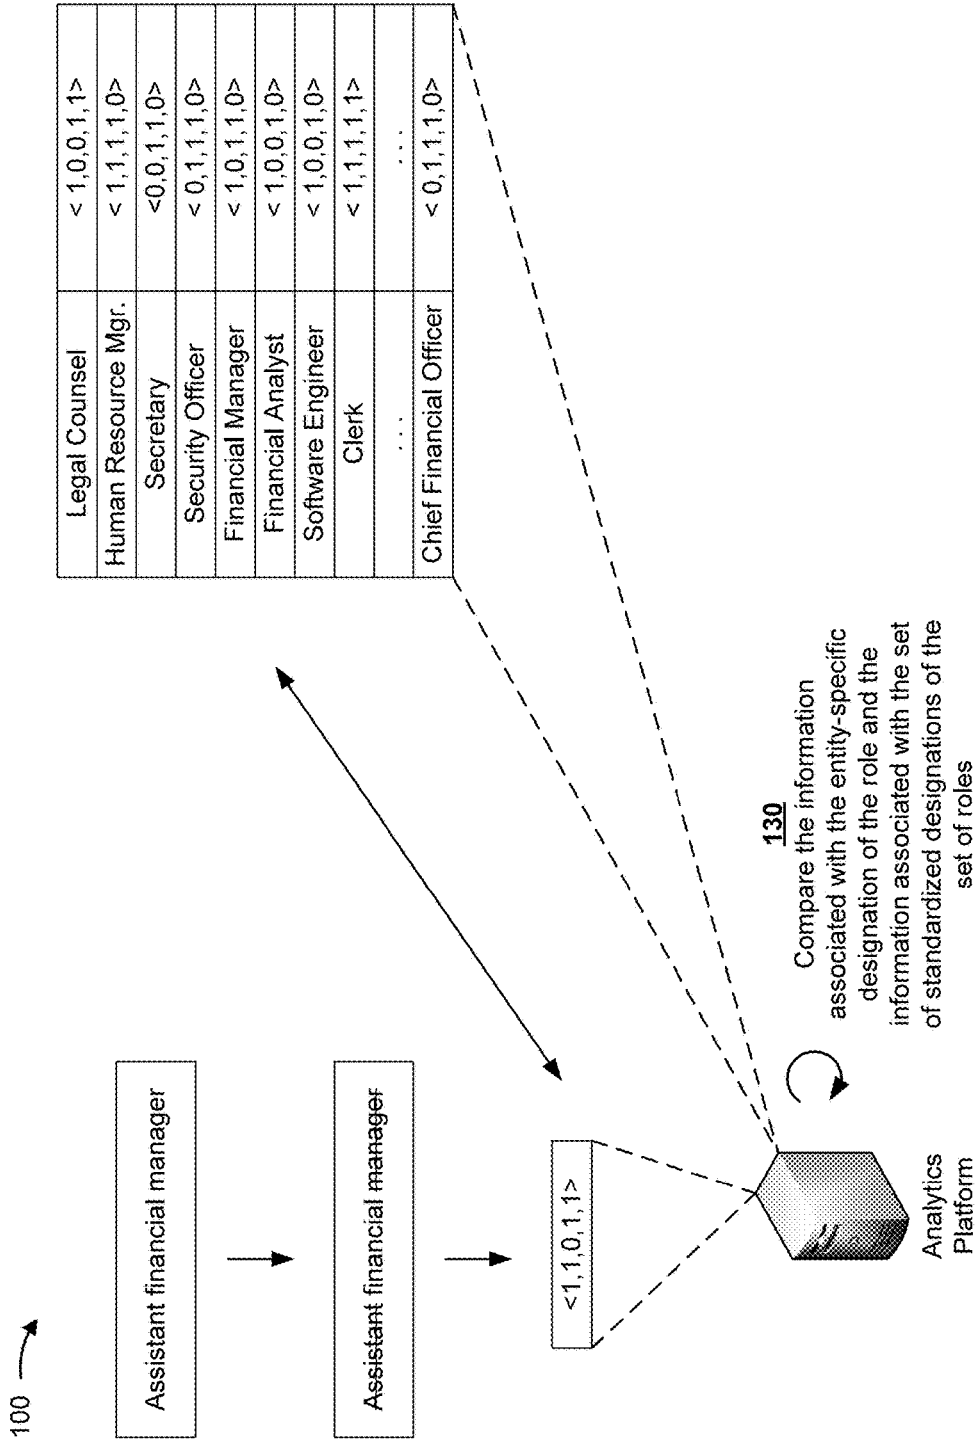 100
Assistant financial manager
Assistant financial manager
<1,1,0,1,1>
Analytics
Platform
130
Compare the information
associated with the entity-specific
designation of the role and the
information associated with the set
of standardized designations of the
set of roles
Legal Counsel < 1,0,0,1,1>
Human Resource Mgr. < 1,1,1,1,0>
Secretary <0,0,1,1,0>
Security Officer < 0,1,1,1,0>
Financial Manager < 1,0,1,1,0>
Financial Analyst < 1,0,0,1,0>
Software Engineer < 1,0,0,1,0>
Clerk < 1,1,1,1,1>
. . . . . .
Chief Financial Officer < 0,1,1,1,0>